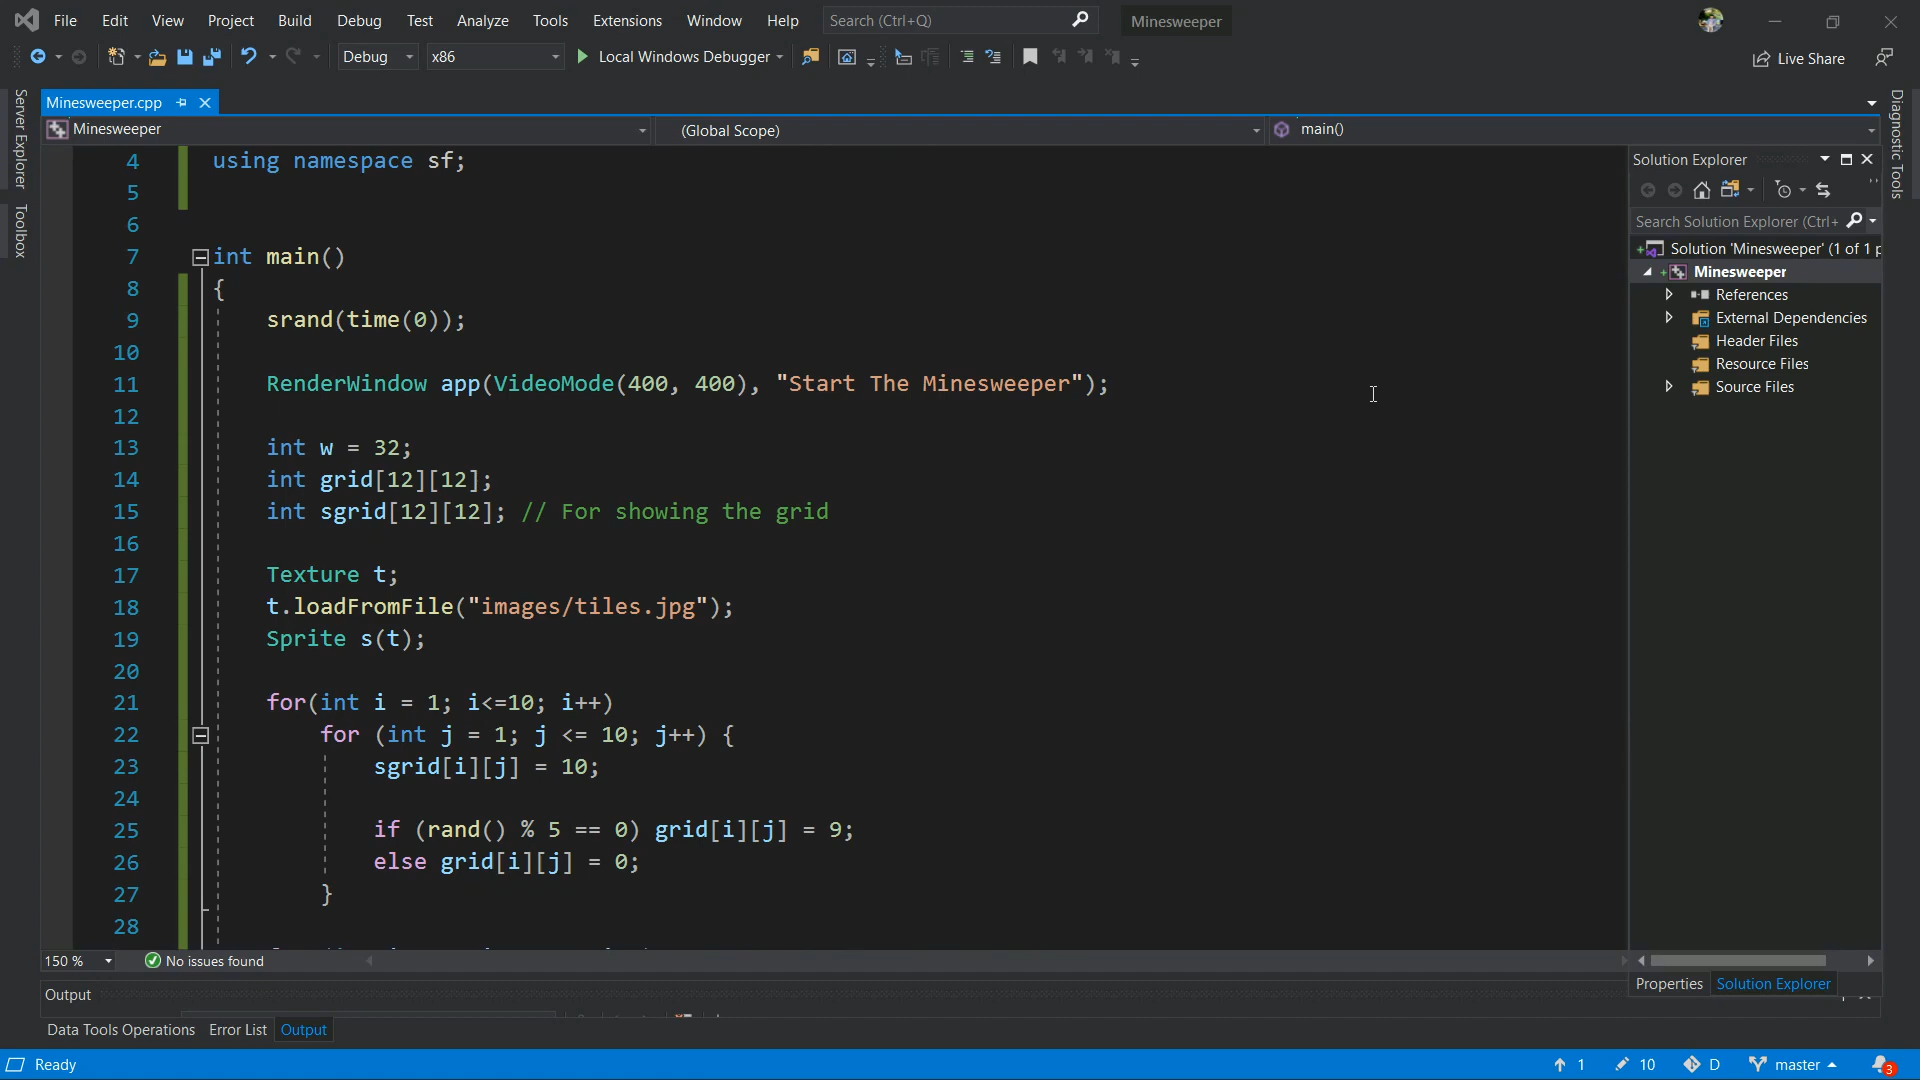 File Edit View Project Build Debug Test Analyze Tools Extensions Window Help Search (Ctrl+Q) Minesweeper
Debug x86 Local Windows Debugger Live Share
Server Explorer
Toolbox
Minesweeper.cpp
Minesweeper (Global Scope) main()
4 using namespace sf;
5
6
7 int main()
8 {
9 srand(time(0));
10
11 RenderWindow app(VideoMode(400, 400), "Start The Minesweeper");
12
13 int w = 32;
14 int grid[12][12];
15 int sgrid[12][12]; // For showing the grid
16
17 Texture t;
18 t.loadFromFile("images/tiles.jpg");
19 Sprite s(t);
20
21 for(int i = 1; i<=10; i++)
22 for (int j = 1; j <= 10; j++) {
23 sgrid[i][j] = 10;
24
25 if (rand() % 5 == 0) grid[i][j] = 9;
26 else grid[i][j] = 0;
27 }
28
150 % No issues found
Solution Explorer
Search Solution Explorer (Ctrl+
Solution 'Minesweeper' (1 of 1 p
Minesweeper
References
External Dependencies
Header Files
Resource Files
Source Files
Properties Solution Explorer
Diagnostic Tools
Output
Data Tools Operations Error List Output
Ready 1 10 D master 3